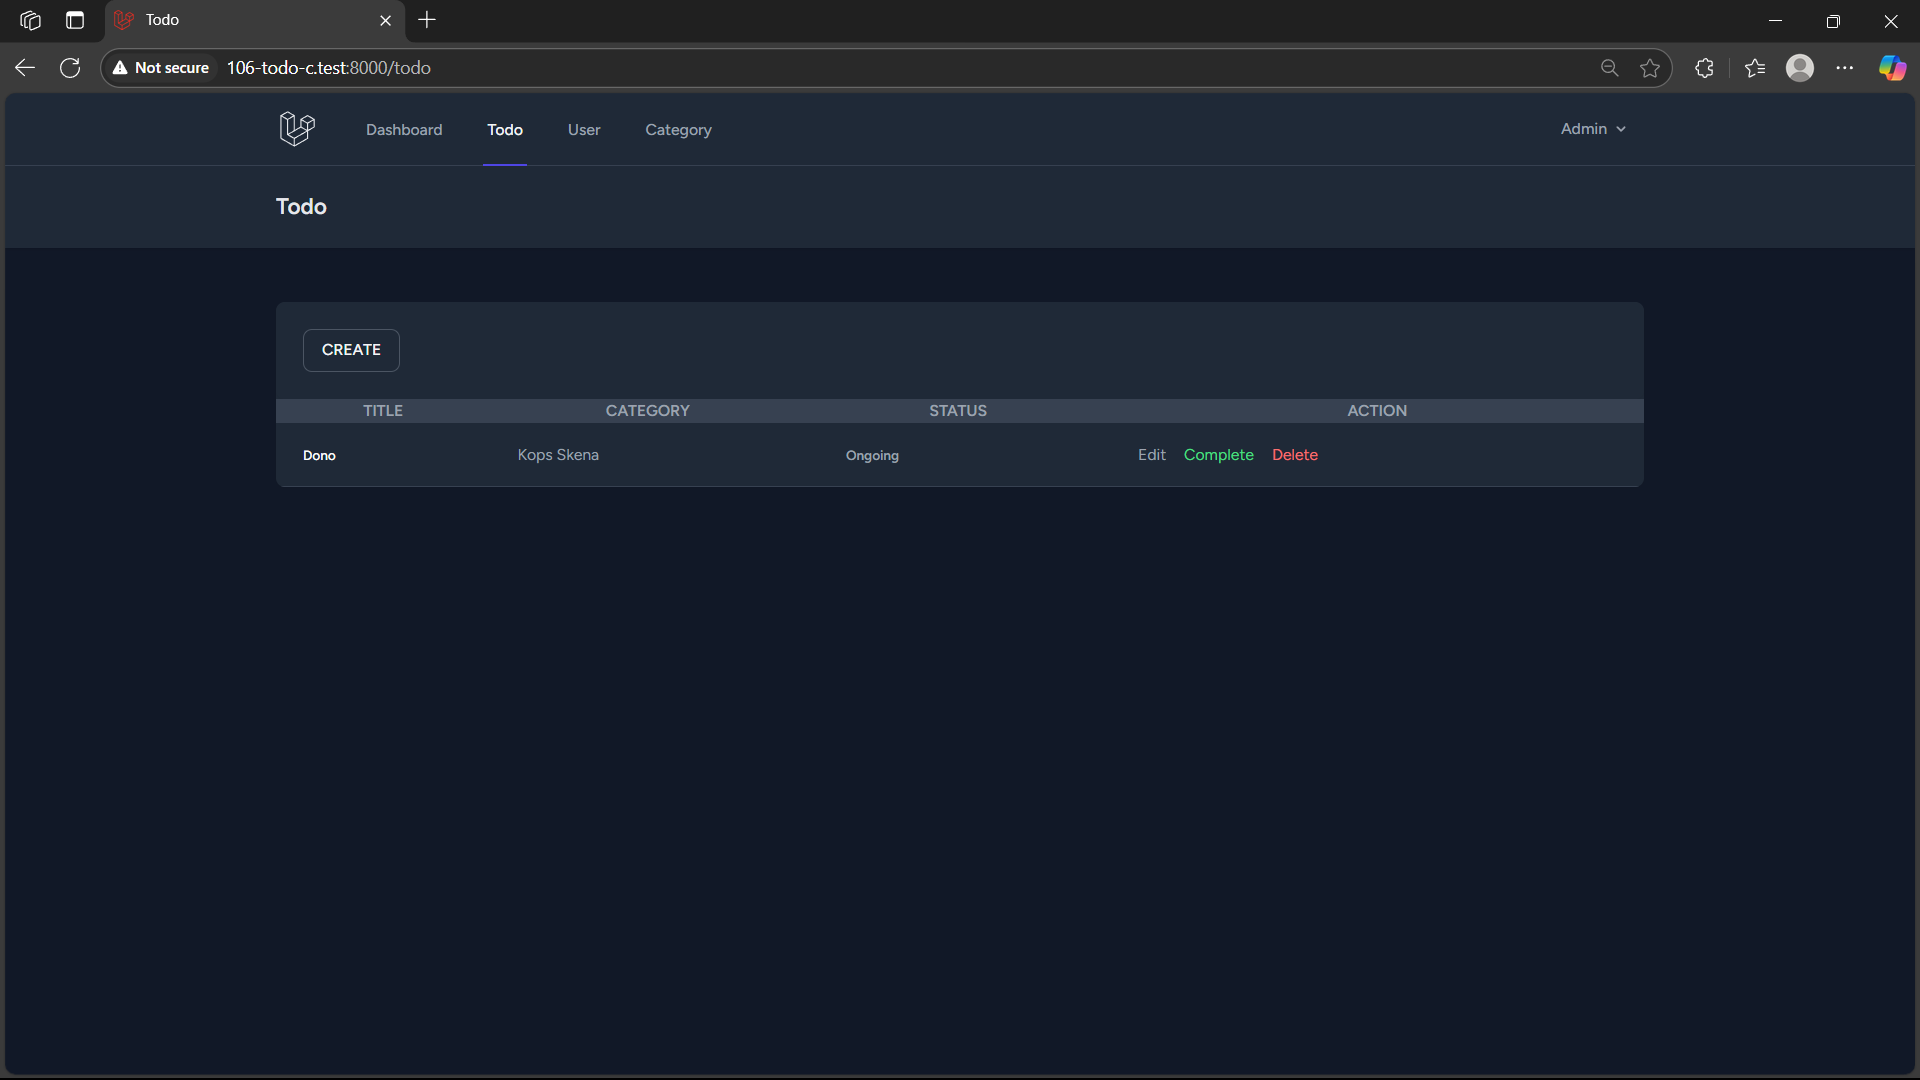 Todo
Not secure 106-todo-c.test:8000/todo
Dashboard Todo User Category Admin
Todo
CREATE
TITLE CATEGORY STATUS ACTION
Dono Kops Skena Ongoing Edit Complete Delete